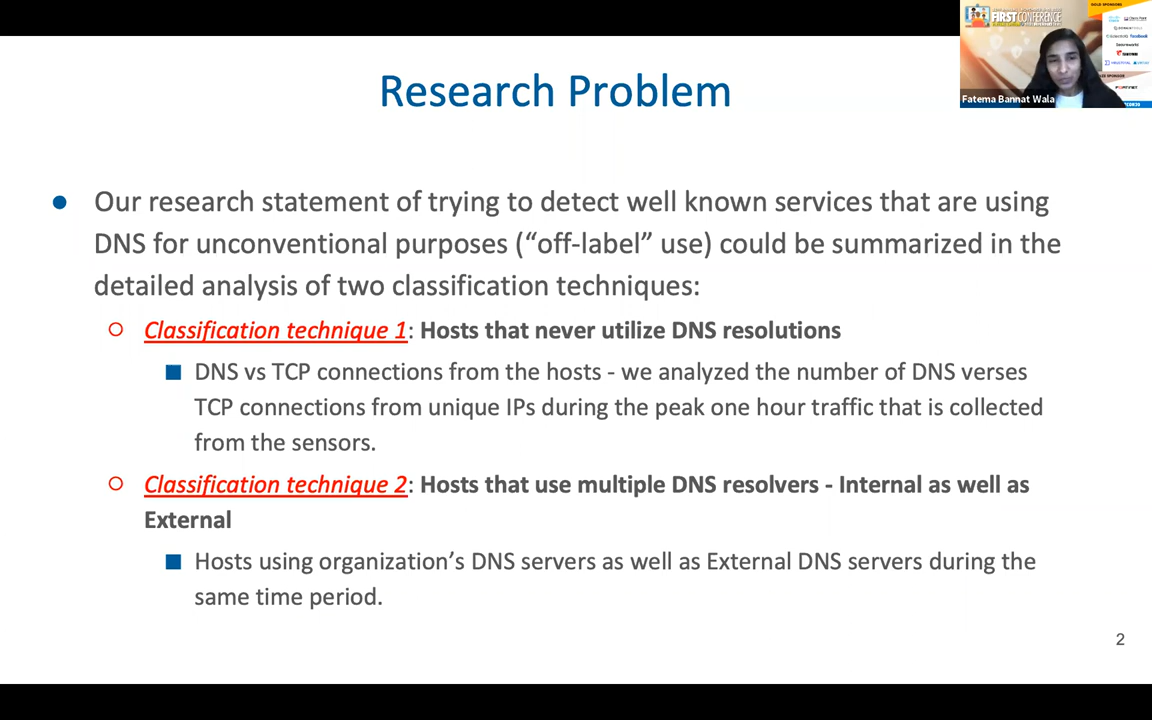 FIRSTCONFERENCE
Fatema Bannat Wala
Research Problem
Our research statement of trying to detect well known services that are using
DNS for unconventional purposes (“off-label” use) could be summarized in the
detailed analysis of two classification techniques:
Classification technique 1: Hosts that never utilize DNS resolutions
DNS vs TCP connections from the hosts - we analyzed the number of DNS verses
TCP connections from unique IPs during the peak one hour traffic that is collected
from the sensors.
Classification technique 2: Hosts that use multiple DNS resolvers - Internal as well as
External
Hosts using organization’s DNS servers as well as External DNS servers during the
same time period.
2